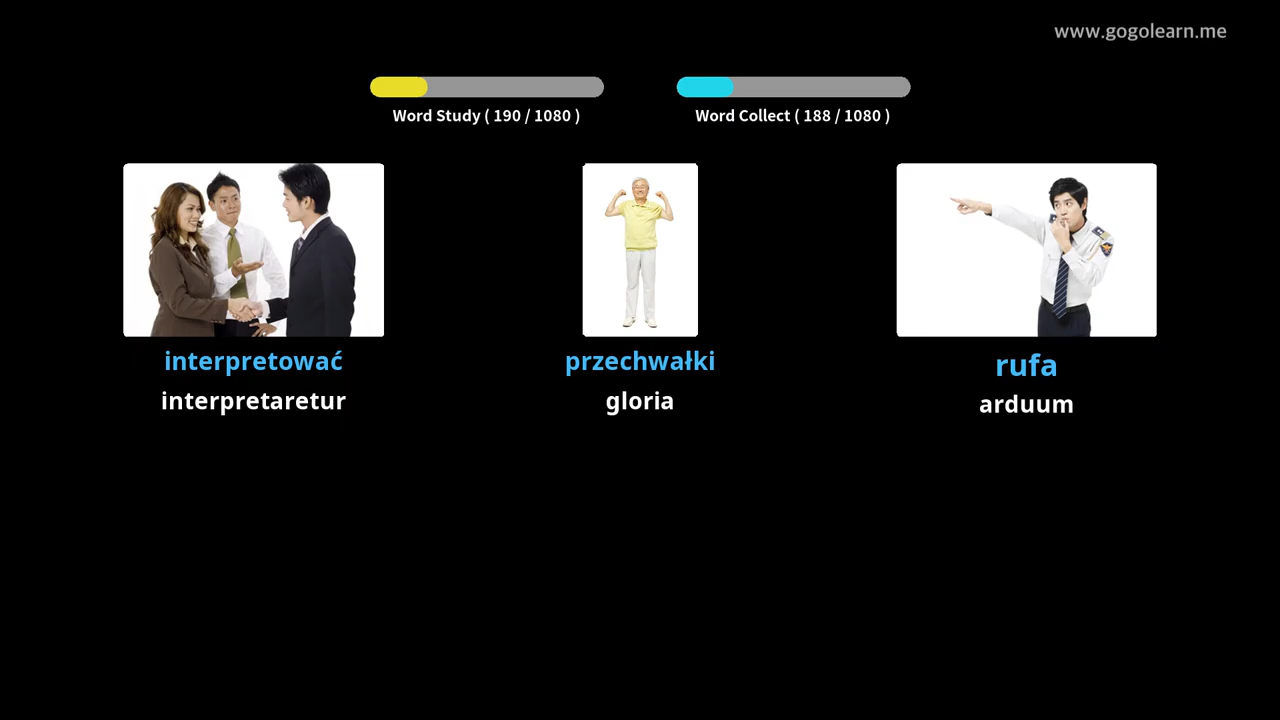 www.gogolearn.me
Word Study ( 190 / 1080 )
Word Collect ( 188 / 1080 )
interpretować
interpretaretur
przechwałki
gloria
rufa
arduum